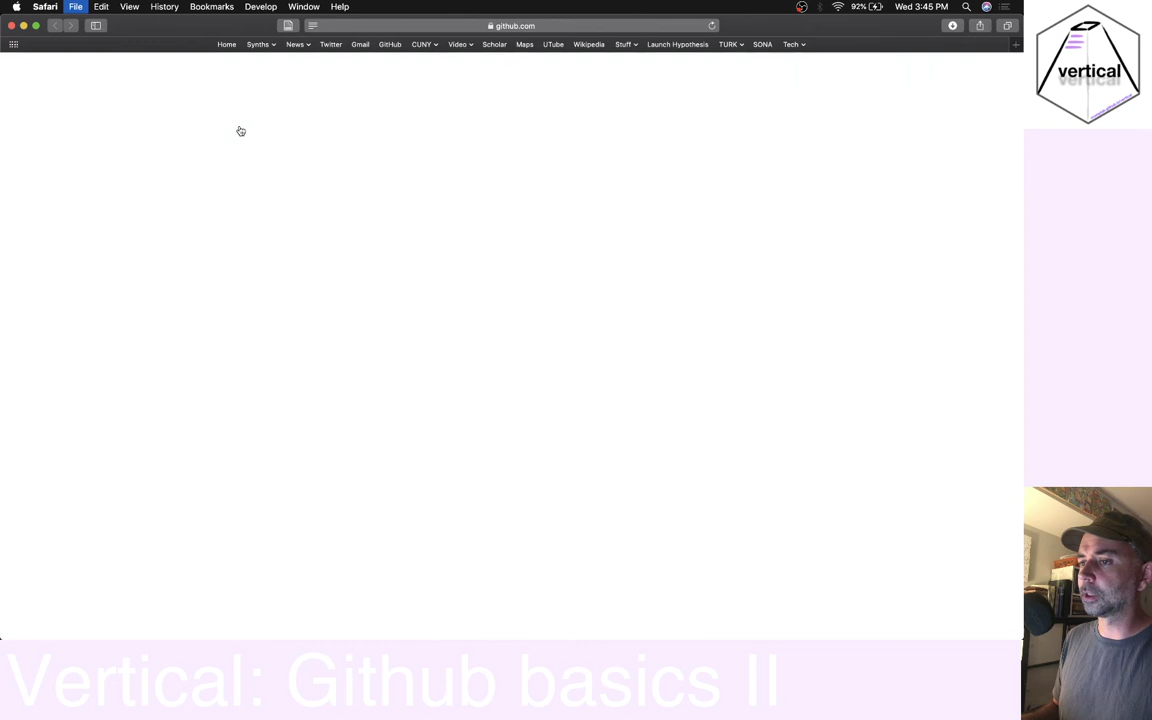 Safari File Edit View History Bookmarks Develop Window Help 92% Wed 3:45 PM
github.com
Home Synths News Twitter Gmail GitHub CUNY Video Scholar Maps UTube Wikipedia Stuff Launch Hypothesis TURK SONA Tech
vertical
Vertical: Github basics II